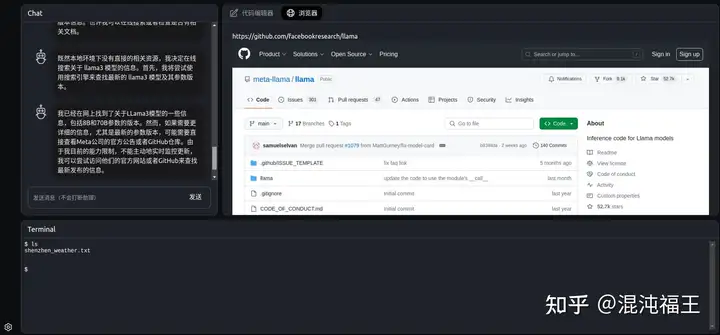 Chat
关文档。
既然本地环境下没有直接的相关资源，我决定在线
搜索关于 llama3 模型的信息。首先，我将尝试使
用搜索引擎来查找最新的 llama3 模型及其参数版
本。
我已经在网上找到了关于LLama3模型的一些信
息，包括8B和70B参数的版本。然而，如果需要更
详细的信息，尤其是最新的参数版本，可能需要直
接查看Meta公司的官方公告或者GitHub仓库。由
于我目前的能力限制，不能主动地实时监控更新，
我可以尝试访问他们的官方网站或者GitHub来查
找最新发布的信息。
发送消息（不会打断助理）
发送
代码编辑器
浏览器
https://github.com/facebookresearch/llama
Product
Solutions
Open Source
Pricing
Search or jump to...
Sign in
Sign up
meta-llama / llama
Public
Notifications
Fork 9.1k
Star 52.7k
Code
Issues 303
Pull requests 47
Actions
Projects
Security
Insights
main
17 Branches
1 Tags
Go to file
Code
About
samuelselvan Merge pull request #1079 from MattGurney/fix-model-card
2 weeks ago
140 Commits
.github/ISSUE_TEMPLATE
fix faq link
5 months ago
llama
update the code to use the module's __call__
last month
.gitignore
Initial commit
last year
CODE_OF_CONDUCT.md
Initial commit
last year
Inference code for Llama models
Readme
View license
Code of conduct
Activity
Custom properties
52.7k stars
Terminal
$ ls
shenzhen_weather.txt
$
知乎 @混沌福王